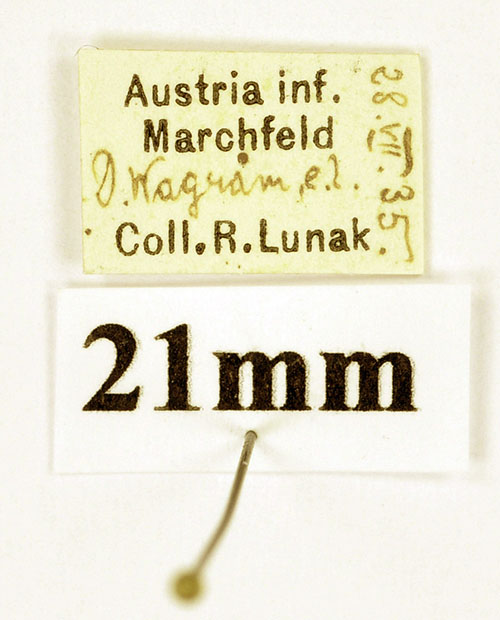 Austria inf.
Marchfeld
D. Wagram, e.l.
Coll. R. Lunak
28.VII.35.
21mm